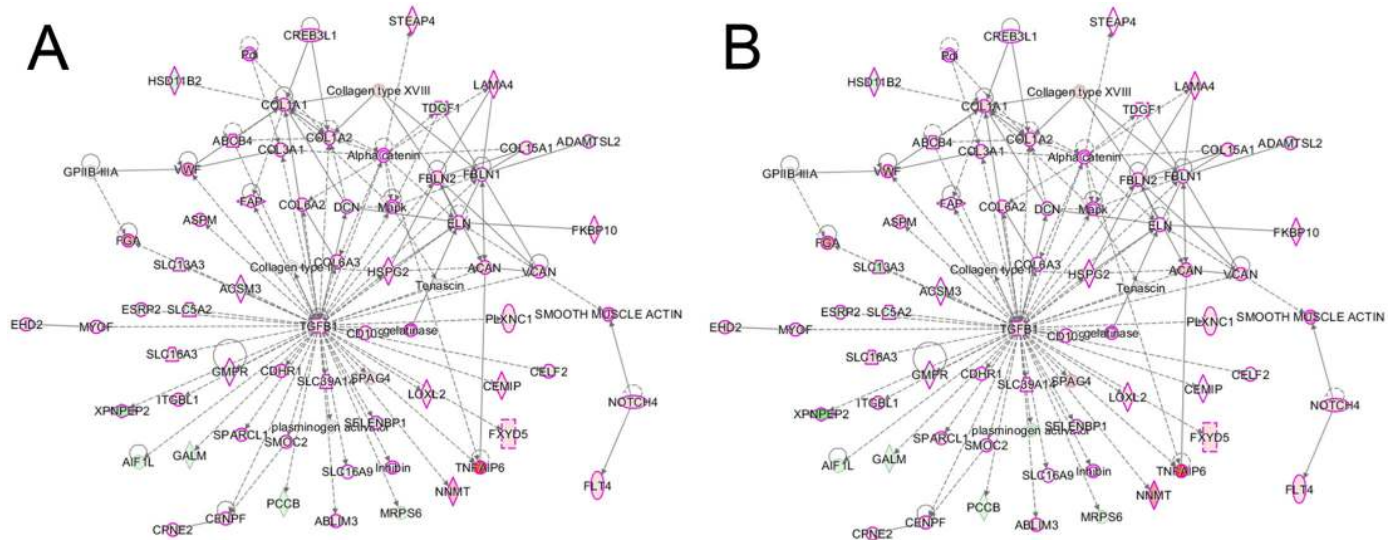 A
STEAP4
CREB3L1
Pdi
HSD11B2
Collagen type XVIII
LAMA4
COL1A1
TDGF1
ABCB4
COL1A2
COL3A1
Alpha catenin
COL15A1
ADAMTSL2
GPIIB-IIIA
VWF
FBLN2
FBLN1
FAP
COL6A2
DCN
Mapk
ASPM
ELN
FKBP10
FGA
SLC13A3
Collagen type I
COL6A3
HSPG2
ACAN
VCAN
ACSM3
Tenascin
ESRP2
SLC5A2
EHD2
MYOF
TGFB1
CD10
gelatinase
PLXNC1
SMOOTH MUSCLE ACTIN
SLC16A3
GMPR
CDHR1
SLC39A14
SPAG4
CELF2
CEMIP
LOXL2
NOTCH4
XPNPEP2
ITGBL1
SPARCL1
plasminogen activator
SELENBP1
SMOC2
FXYD5
AIF1L
GALM
SLC16A9
Inhibin
TNFAIP6
NNMT
FLT4
PCCB
MRPS6
CENPF
CPNE2
ABLIM3
B
STEAP4
CREB3L1
Pdi
HSD11B2
Collagen type XVIII
LAMA4
COL1A1
TDGF1
ABCB4
COL1A2
COL3A1
Alpha catenin
COL15A1
ADAMTSL2
GPIIB-IIIA
VWF
FBLN2
FBLN1
FAP
COL6A2
DCN
Mapk
ASPM
ELN
FKBP10
FGA
SLC13A3
Collagen type I
COL6A3
HSPG2
ACAN
VCAN
ACSM3
Tenascin
ESRP2
SLC5A2
EHD2
MYOF
TGFB1
CD10
gelatinase
PLXNC1
SMOOTH MUSCLE ACTIN
SLC16A3
GMPR
CDHR1
SLC39A14
SPAG4
CELF2
CEMIP
LOXL2
NOTCH4
XPNPEP2
ITGBL1
SPARCL1
plasminogen activator
SELENBP1
SMOC2
FXYD5
AIF1L
GALM
SLC16A9
Inhibin
TNFAIP6
NNMT
FLT4
PCCB
MRPS6
CENPF
CPNE2
ABLIM3